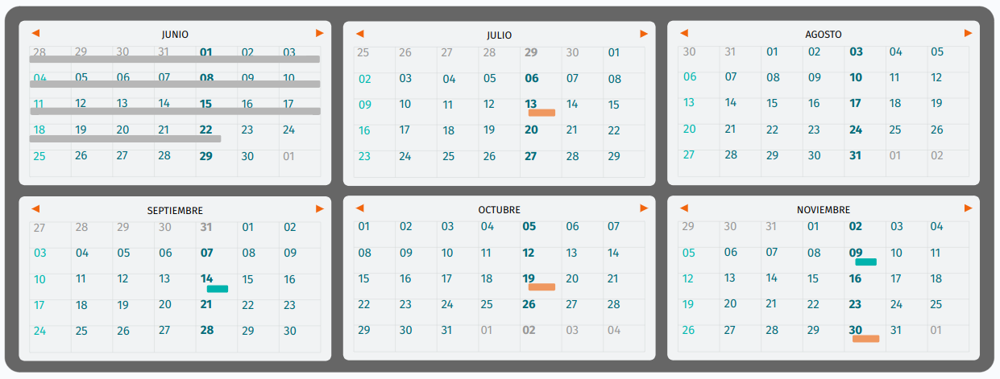 JUNIO
28 29 30 31 01 02 03
04 05 06 07 08 09 10
11 12 13 14 15 16 17
18 19 20 21 22 23 24
25 26 27 28 29 30 01
JULIO
25 26 27 28 29 30 01
02 03 04 05 06 07 08
09 10 11 12 13 14 15
16 17 18 19 20 21 22
23 24 25 26 27 28 29
AGOSTO
30 31 01 02 03 04 05
06 07 08 09 10 11 12
13 14 15 16 17 18 19
20 21 22 23 24 25 26
27 28 29 30 31 01 02
SEPTIEMBRE
27 28 29 30 31 01 02
03 04 05 06 07 08 09
10 11 12 13 14 15 16
17 18 19 20 21 22 23
24 25 26 27 28 29 30
OCTUBRE
01 02 03 04 05 06 07
08 09 10 11 12 13 14
15 16 17 18 19 20 21
22 23 24 25 26 27 28
29 30 31 01 02 03 04
NOVIEMBRE
29 30 31 01 02 03 04
05 06 07 08 09 10 11
12 13 14 15 16 17 18
19 20 21 22 23 24 25
26 27 28 29 30 31 01